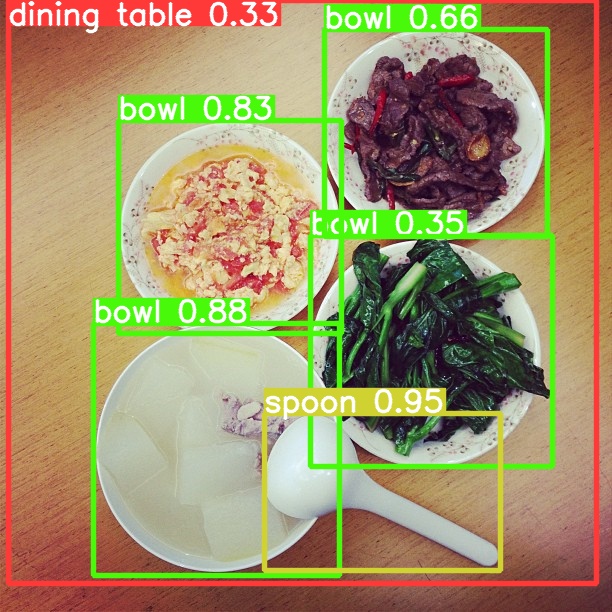 dining table 0.33
bowl 0.66
bowl 0.83
bowl 0.35
bowl 0.88
spoon 0.95